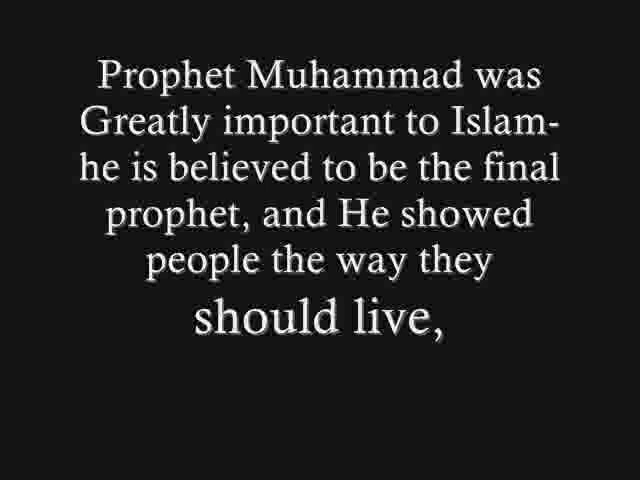 Prophet Muhammad was
Greatly important to Islam-
he is believed to be the final
prophet, and He showed
people the way they
should live,